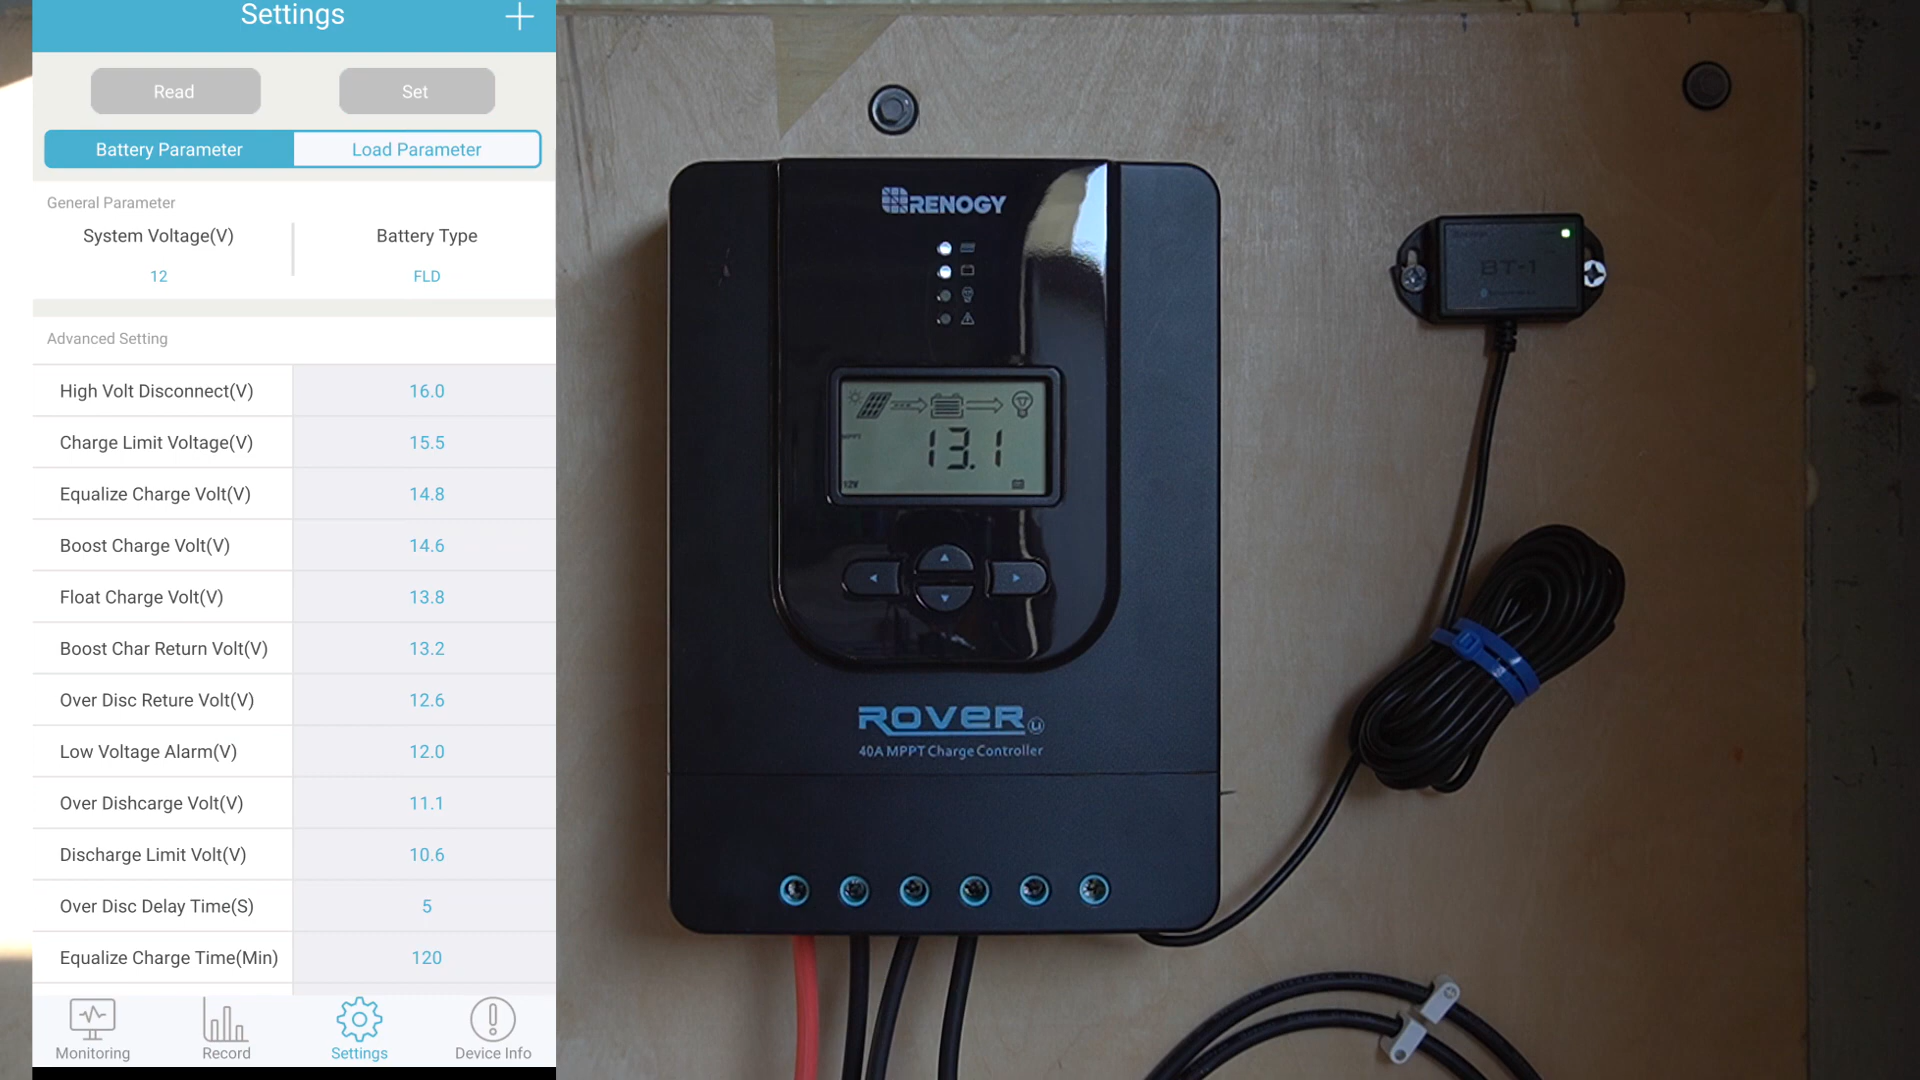 Settings
Read
Set
Battery Parameter
Load Parameter
General Parameter
System Voltage(V)
Battery Type
12
FLD
Advanced Setting
High Volt Disconnect(V) 16.0
Charge Limit Voltage(V) 15.5
Equalize Charge Volt(V) 14.8
Boost Charge Volt(V) 14.6
Float Charge Volt(V) 13.8
Boost Char Return Volt(V) 13.2
Over Disc Reture Volt(V) 12.6
Low Voltage Alarm(V) 12.0
Over Dishcarge Volt(V) 11.1
Discharge Limit Volt(V) 10.6
Over Disc Delay Time(S) 5
Equalize Charge Time(Min) 120
Monitoring
Record
Settings
Device Info
RENOGY
MPPT
13.1
12V
ROVER Li
40A MPPT Charge Controller
BT-1